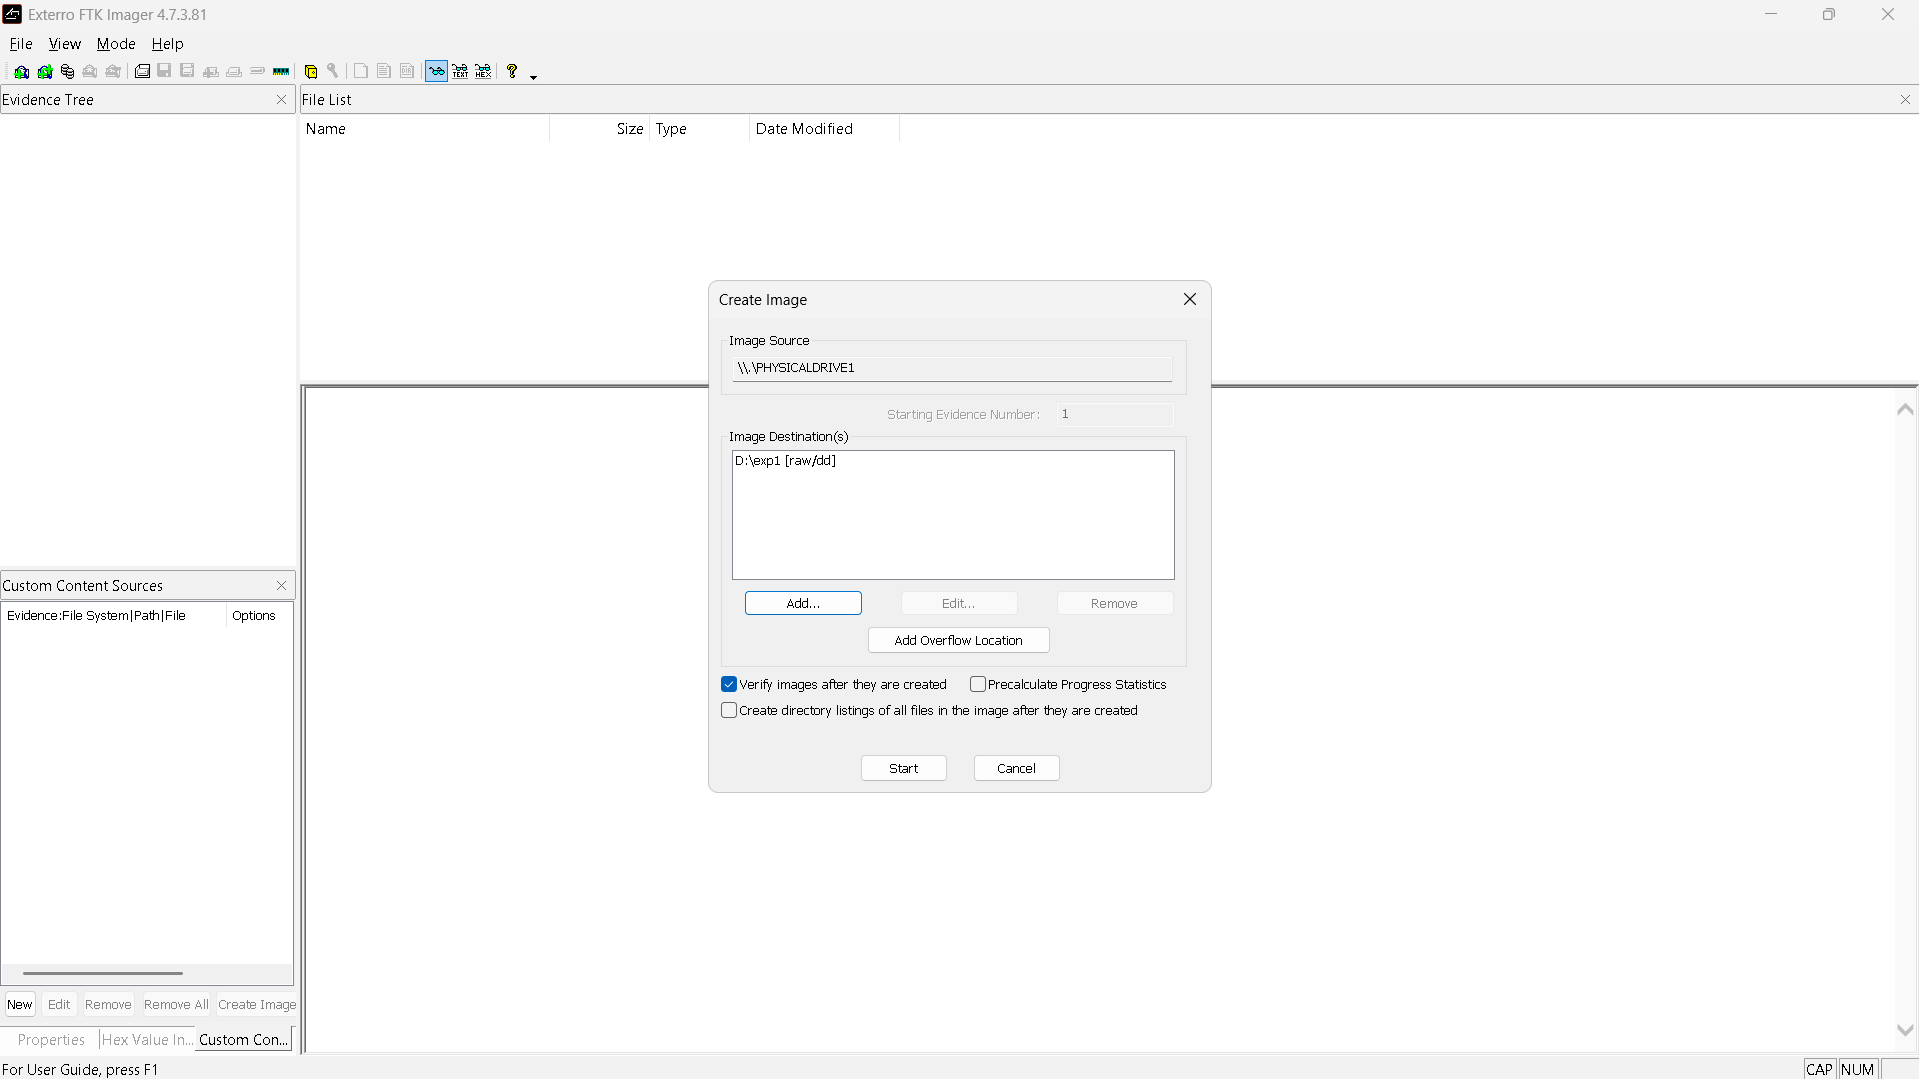 Exterro FTK Imager 4.7.3.81
File View Mode Help
TEXT HEX
Evidence Tree
File List
Name Size Type Date Modified
Create Image
Image Source
\\.\PHYSICALDRIVE1
Starting Evidence Number: 1
Image Destination(s)
D:\exp1 [raw/dd]
Add... Edit... Remove
Add Overflow Location
Verify images after they are created Precalculate Progress Statistics
Create directory listings of all files in the image after they are created
Start Cancel
Custom Content Sources
Evidence:File System|Path|File Options
New Edit Remove Remove All Create Image
Properties Hex Value In... Custom Con...
For User Guide, press F1
CAP NUM